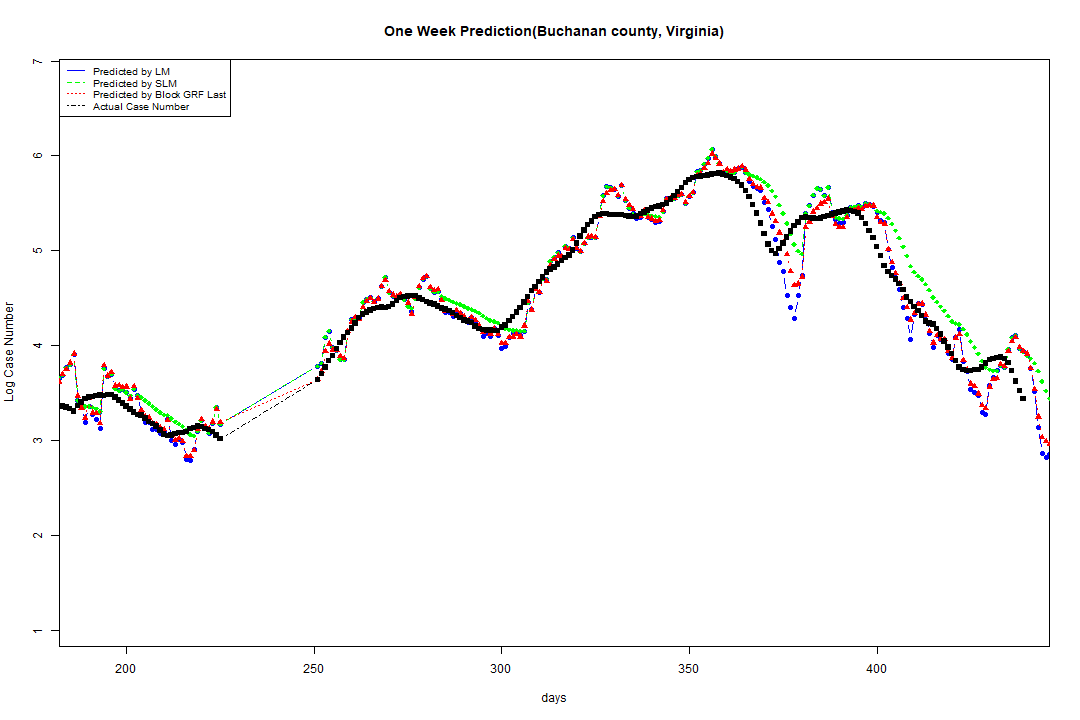 One Week Prediction(Buchanan county, Virginia)
Predicted by LM
Predicted by SLM
Predicted by Block GRF Last
Actual Case Number
7
6
5
4
3
2
1
Log Case Number
200
250
300
350
400
days